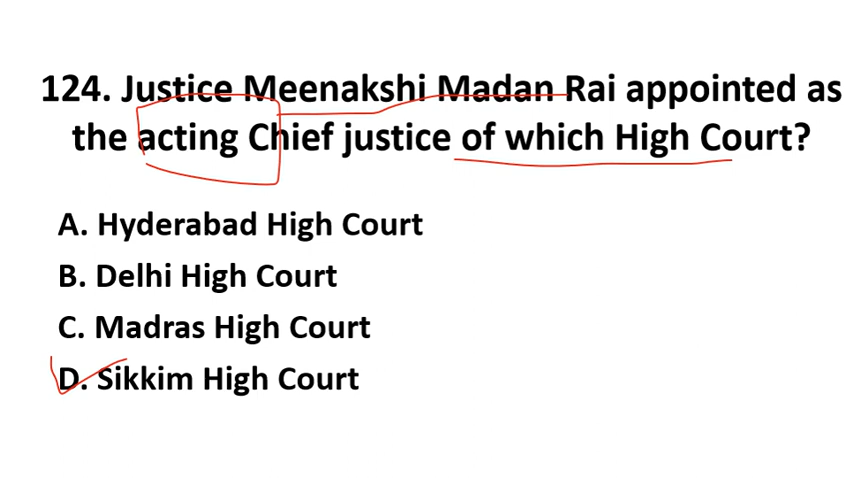 124. Justice Meenakshi Madan Rai appointed as
the acting Chief justice of which High Court?
A. Hyderabad High Court
B. Delhi High Court
C. Madras High Court
D. Sikkim High Court